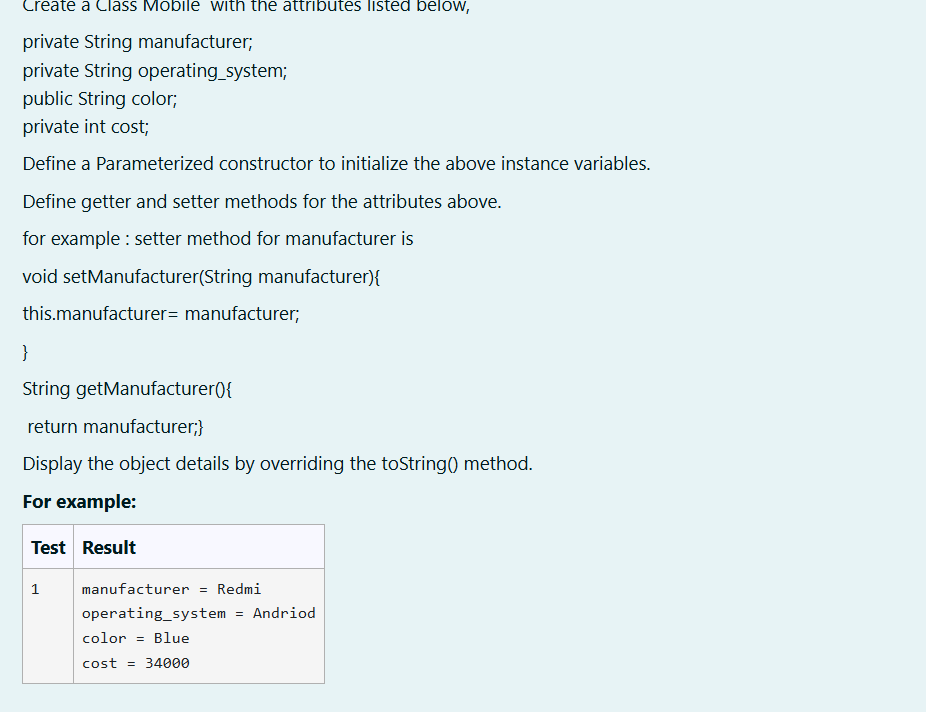 Create a Class Mobile  with the attributes listed below,
private String manufacturer;
private String operating_system;
public String color;
private int cost;
Define a Parameterized constructor to initialize the above instance variables.
Define getter and setter methods for the attributes above.
for example : setter method for manufacturer is
void setManufacturer(String manufacturer){
this.manufacturer= manufacturer;
}
String getManufacturer(){
return manufacturer;}
Display the object details by overriding the toString() method.
For example:
Test Result
1 manufacturer = Redmi
operating_system = Andriod
color = Blue
cost = 34000